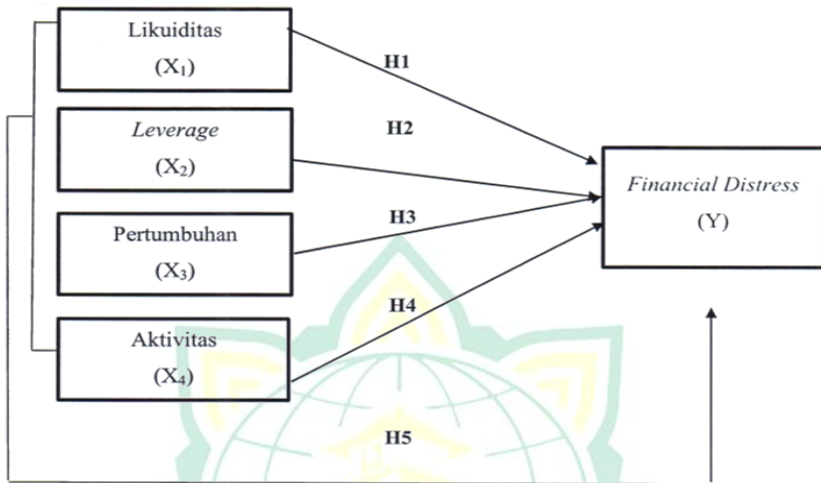 Likuiditas
(X₁)
H1
Leverage
(X₂)
H2
Financial Distress
(Y)
Pertumbuhan
(X₃)
H3
Aktivitas
(X₄)
H4
H5